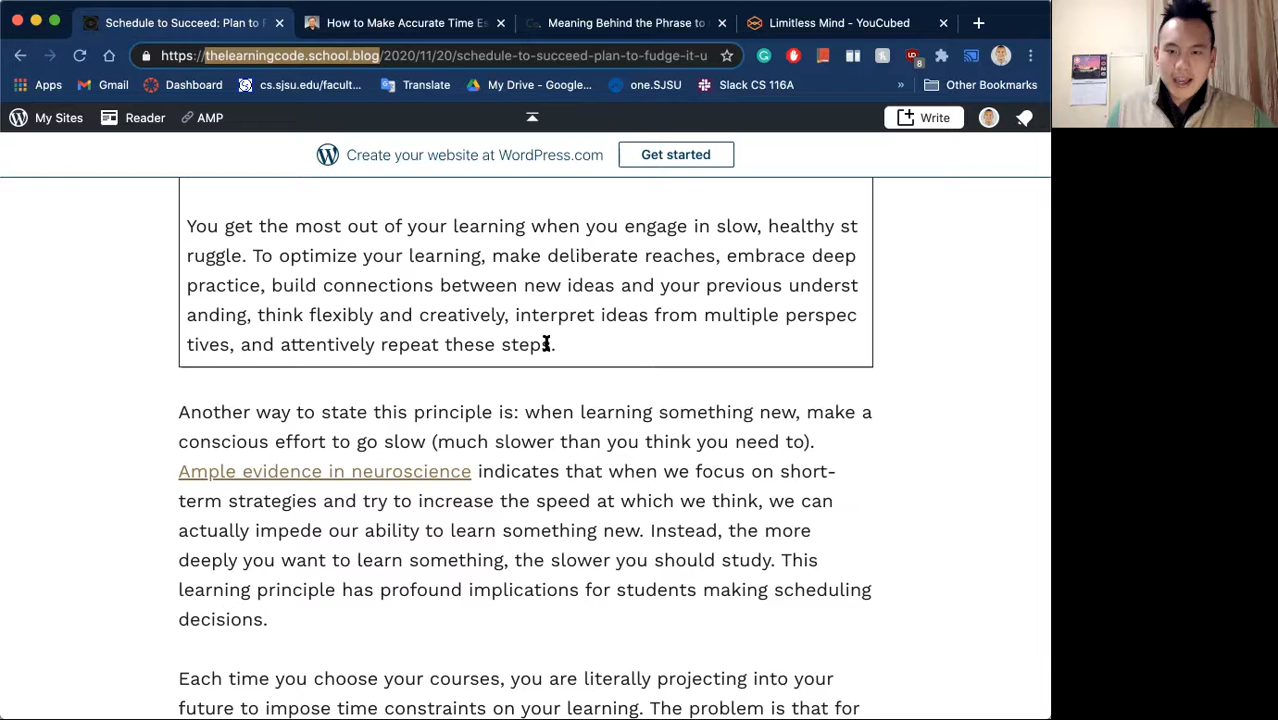 Schedule to Succeed: Plan to F
How to Make Accurate Time Es
Meaning Behind the Phrase to
Limitless Mind - YouCubed
https://thelearningcode.school.blog/2020/11/20/schedule-to-succeed-plan-to-fudge-it-u
8
Apps
Gmail
Dashboard
cs.sjsu.edu/facult...
Translate
My Drive - Google...
one.SJSU
Slack CS 116A
»
Other Bookmarks
My Sites
Reader
AMP
Write
Create your website at WordPress.com
Get started
You get the most out of your learning when you engage in slow, healthy st
ruggle. To optimize your learning, make deliberate reaches, embrace deep
practice, build connections between new ideas and your previous underst
anding, think flexibly and creatively, interpret ideas from multiple perspec
tives, and attentively repeat these steps.
Another way to state this principle is: when learning something new, make a
conscious effort to go slow (much slower than you think you need to).
Ample evidence in neuroscience indicates that when we focus on short-
term strategies and try to increase the speed at which we think, we can
actually impede our ability to learn something new. Instead, the more
deeply you want to learn something, the slower you should study. This
learning principle has profound implications for students making scheduling
decisions.
Each time you choose your courses, you are literally projecting into your
future to impose time constraints on your learning. The problem is that for